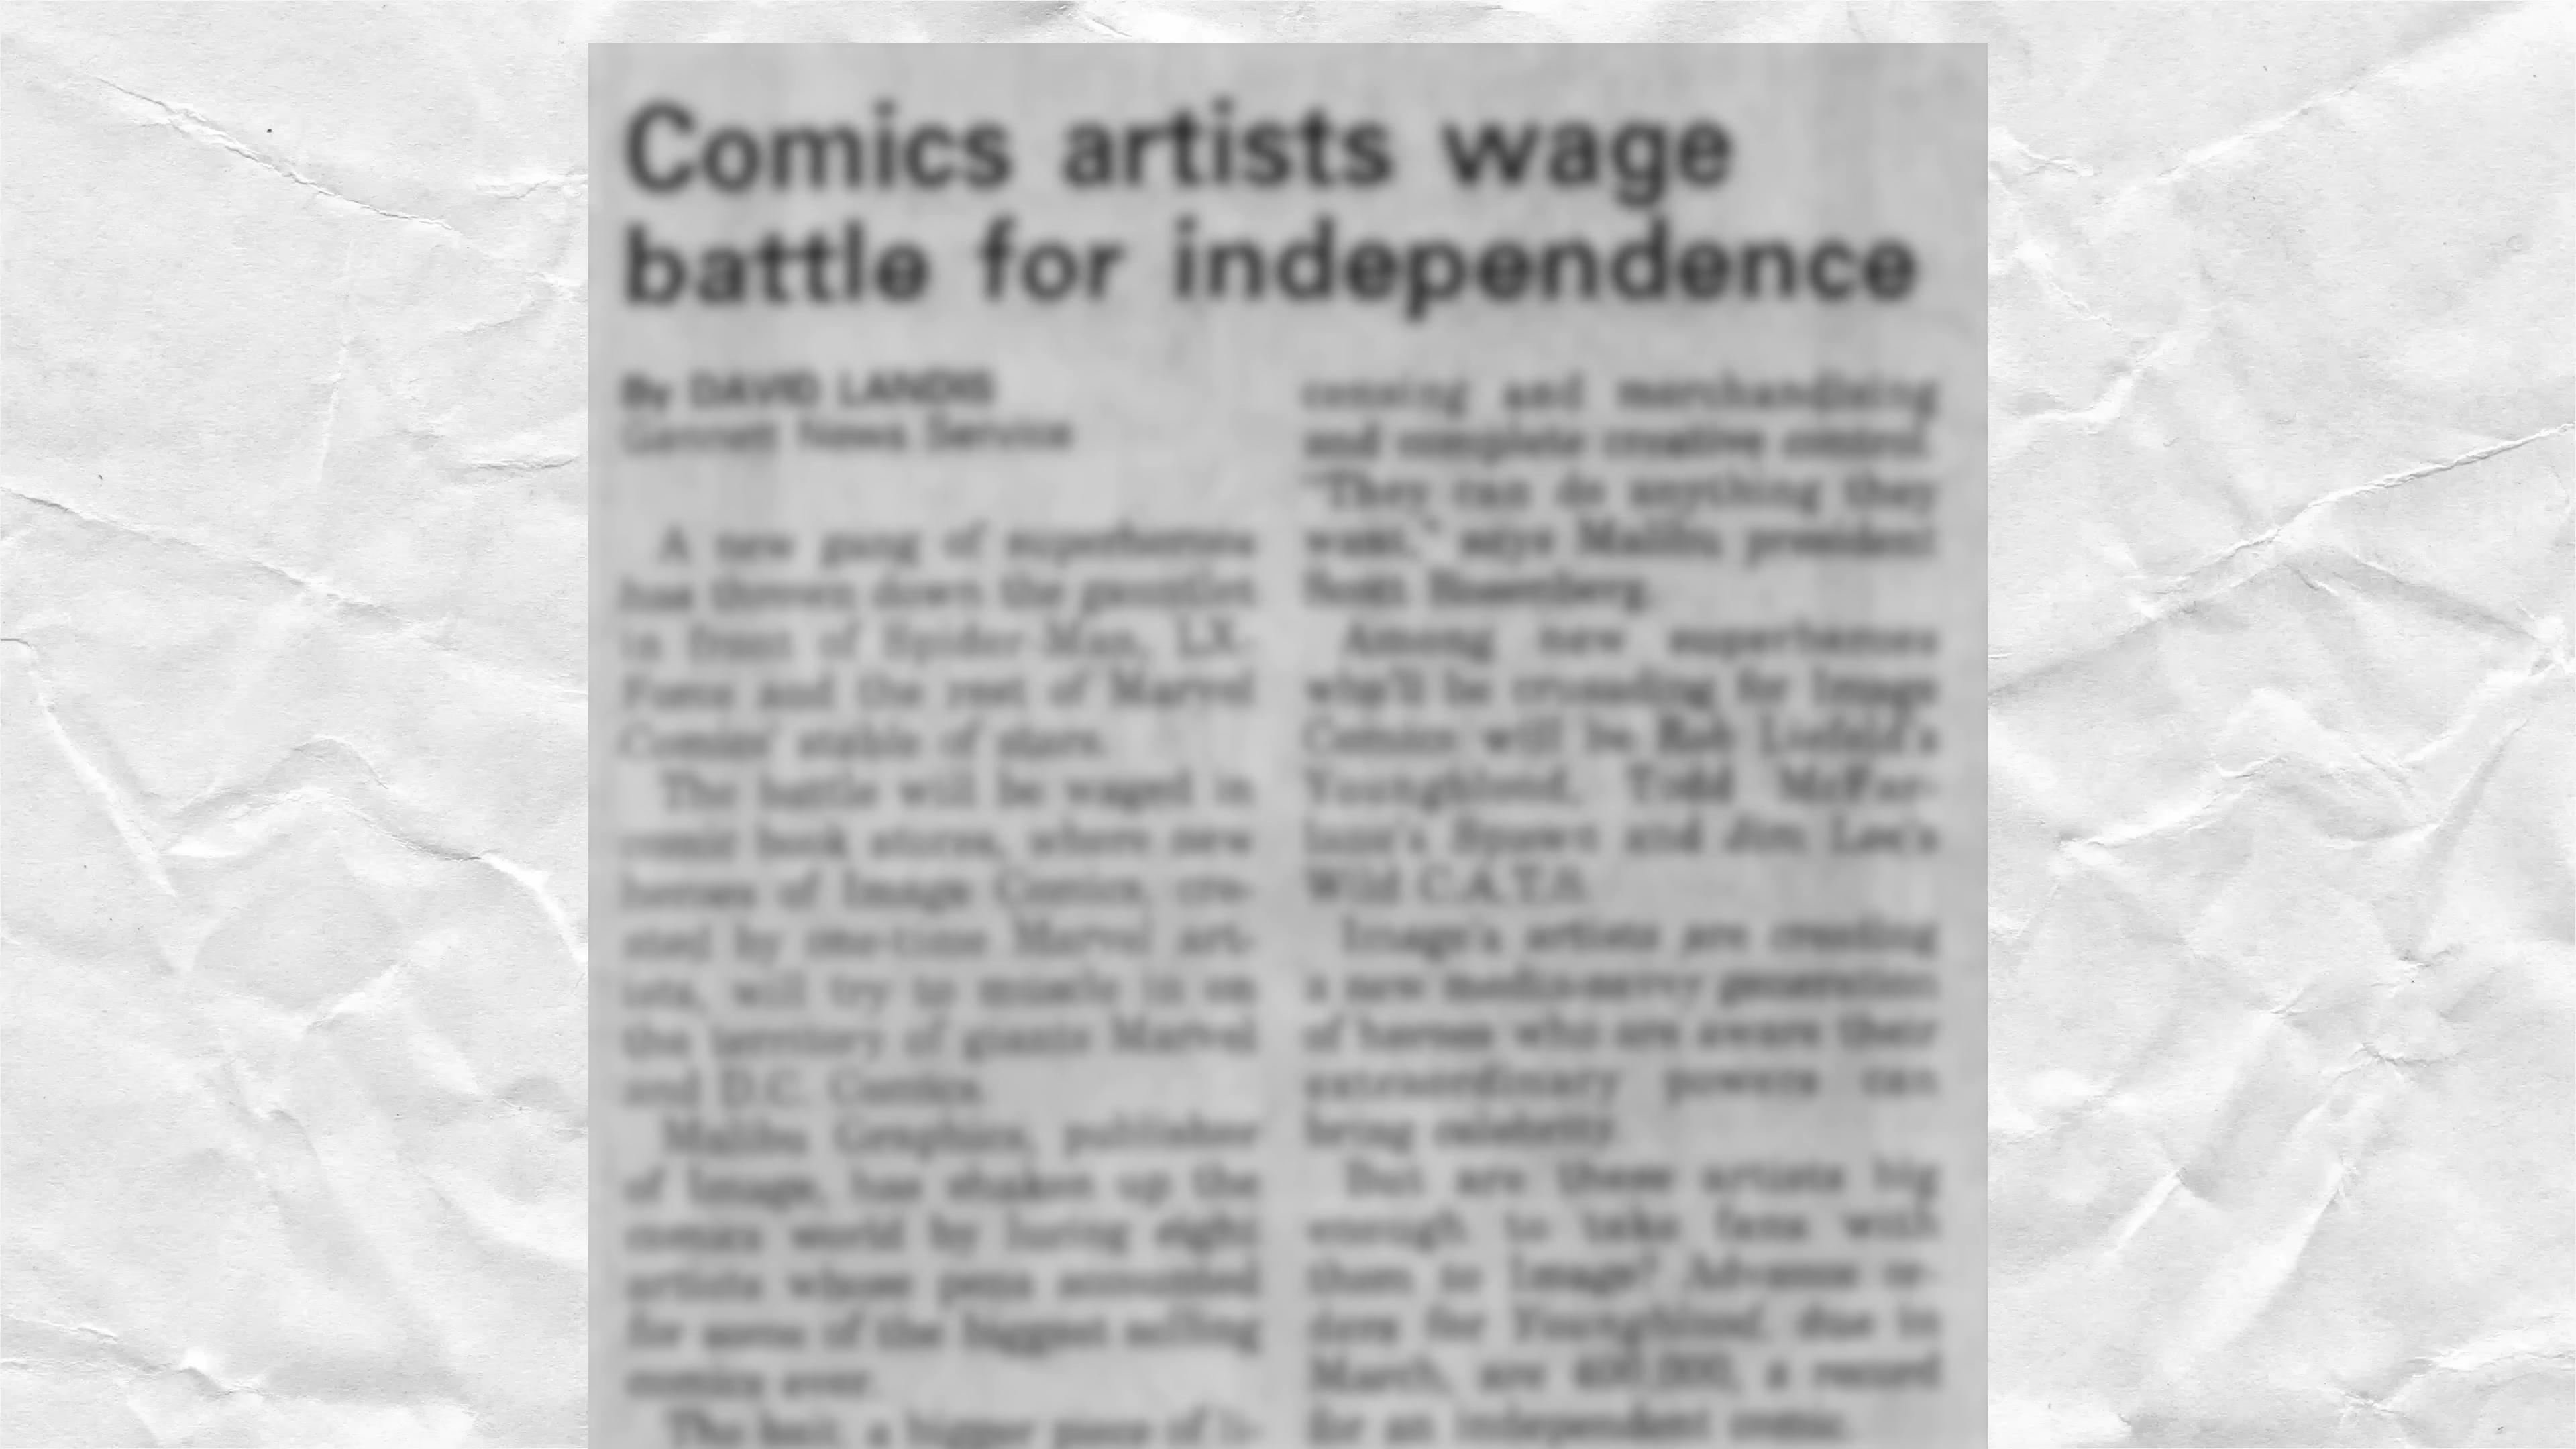 Comics artists wage
battle for independence
By DAVID LANDIS
Gannett News Service
A new gang of superheroes
has thrown down the gauntlet
in front of Spider-Man, LX-
Force and the rest of Marvel
Comics' stable of stars.
The battle will be waged in
comic book stores, where new
heroes of Image Comics, cre-
ated by one-time Marvel art-
ists, will try to muscle in on
the territory of giants Marvel
and D.C. Comics.
Malibu Graphics, publisher
of Image, has shaken up the
comics world by luring eight
artists whose pens accounted
for some of the biggest selling
comics ever.
The bait: a bigger piece of li-
censing and merchandising
and complete creative control.
"They can do anything they
want," says Malibu president
Scott Rosenberg.
Among new superheroes
who'll be crusading for Image
Comics will be Rob Liefeld's
Youngblood, Todd McFar-
lane's Spawn and Jim Lee's
Wild C.A.T.S.
Image's artists are creating
a new media-savvy generation
of heroes who are aware their
extraordinary powers can
bring celebrity.
But are these artists big
enough to take fans with
them to Image? Advance or-
ders for Youngblood, due in
March, are 400,000, a record
for an independent comic.